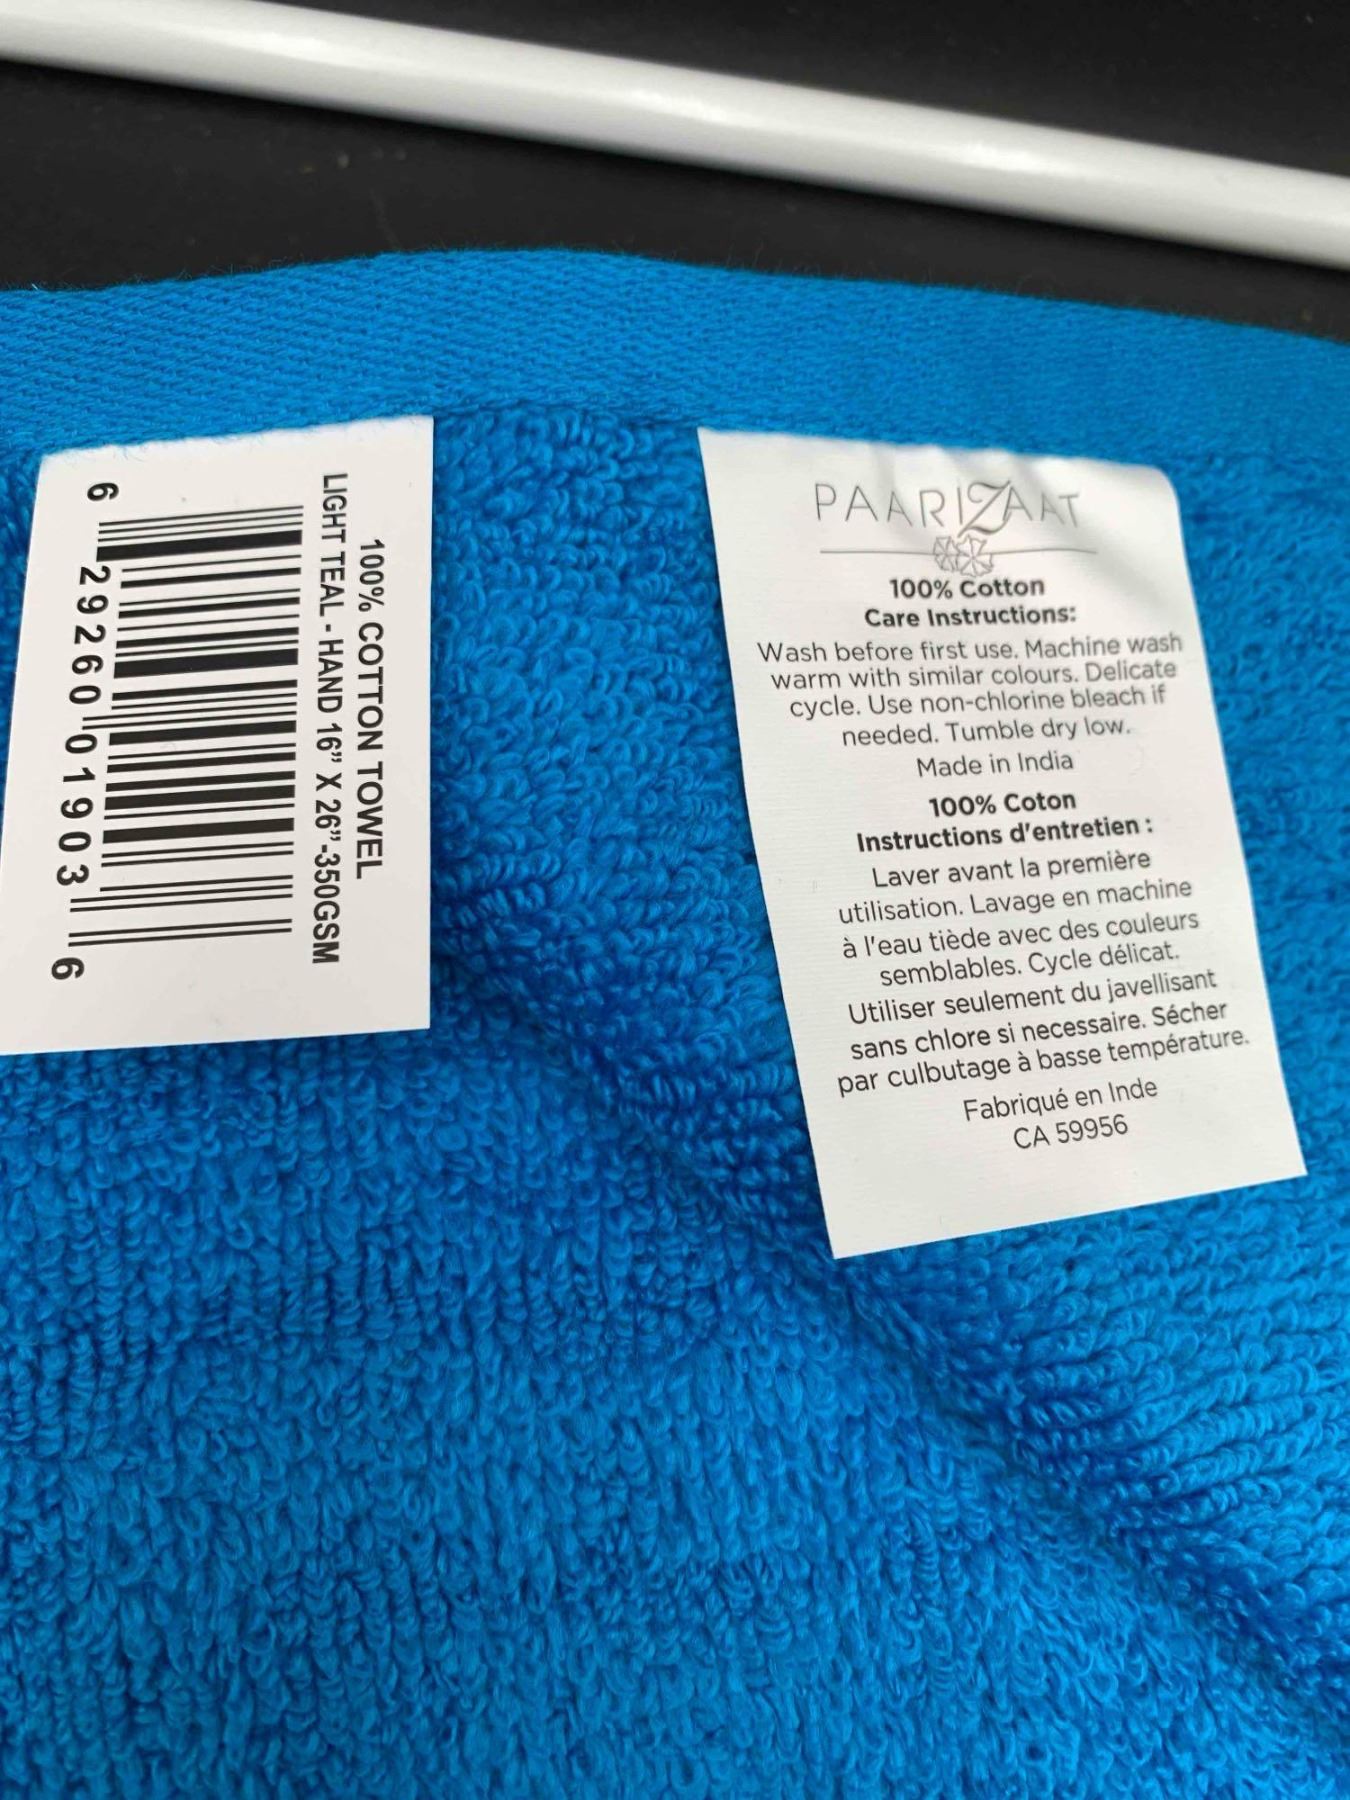 100% COTTON TOWEL
LIGHT TEAL - HAND 16” X 26”-350GSM
6 29260 01903 6
PAARIZAAT
100% Cotton
Care Instructions:
Wash before first use. Machine wash
warm with similar colours. Delicate
cycle. Use non-chlorine bleach if
needed. Tumble dry low.
Made in India
100% Coton
Instructions d'entretien :
Laver avant la première
utilisation. Lavage en machine
à l'eau tiède avec des couleurs
semblables. Cycle délicat.
Utiliser seulement du javellisant
sans chlore si necessaire. Sécher
par culbutage à basse température.
Fabriqué en Inde
CA 59956